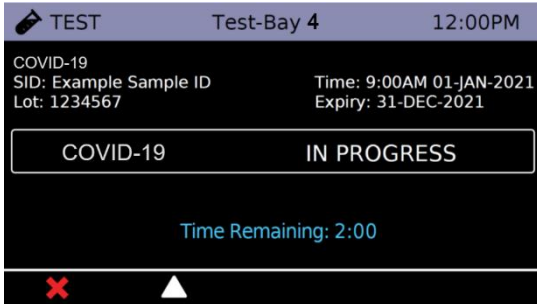 TEST Test-Bay 4 12:00PM
COVID-19
SID: Example Sample ID Time: 9:00AM 01-JAN-2021
Lot: 1234567 Expiry: 31-DEC-2021
COVID-19 IN PROGRESS
Time Remaining: 2:00